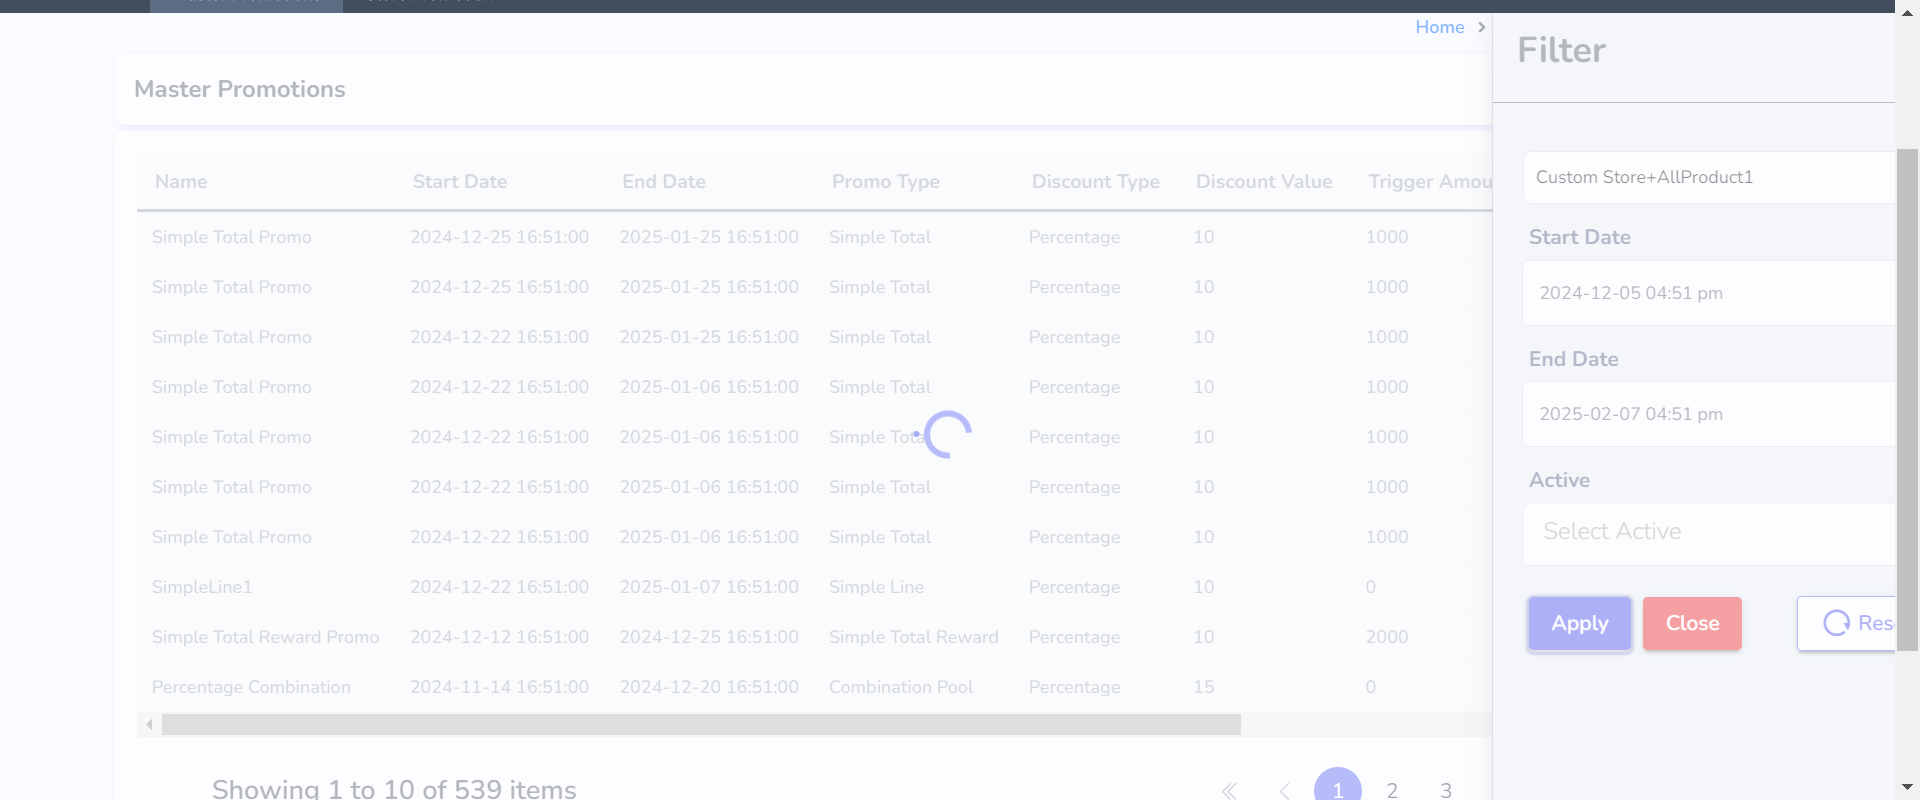 Home
Filter
Master Promotions
Name Start Date End Date Promo Type Discount Type Discount Value Trigger Amou
Simple Total Promo 2024-12-25 16:51:00 2025-01-25 16:51:00 Simple Total Percentage 10 1000
Simple Total Promo 2024-12-25 16:51:00 2025-01-25 16:51:00 Simple Total Percentage 10 1000
Simple Total Promo 2024-12-22 16:51:00 2025-01-25 16:51:00 Simple Total Percentage 10 1000
Simple Total Promo 2024-12-22 16:51:00 2025-01-06 16:51:00 Simple Total Percentage 10 1000
Simple Total Promo 2024-12-22 16:51:00 2025-01-06 16:51:00 Simple Total Percentage 10 1000
Simple Total Promo 2024-12-22 16:51:00 2025-01-06 16:51:00 Simple Total Percentage 10 1000
Simple Total Promo 2024-12-22 16:51:00 2025-01-06 16:51:00 Simple Total Percentage 10 1000
SimpleLine1 2024-12-22 16:51:00 2025-01-07 16:51:00 Simple Line Percentage 10 0
Simple Total Reward Promo 2024-12-12 16:51:00 2024-12-25 16:51:00 Simple Total Reward Percentage 10 2000
Percentage Combination 2024-11-14 16:51:00 2024-12-20 16:51:00 Combination Pool Percentage 15 0
Showing 1 to 10 of 539 items
1 2 3
Custom Store+AllProduct1
Start Date
2024-12-05 04:51 pm
End Date
2025-02-07 04:51 pm
Active
Select Active
Apply Close Res